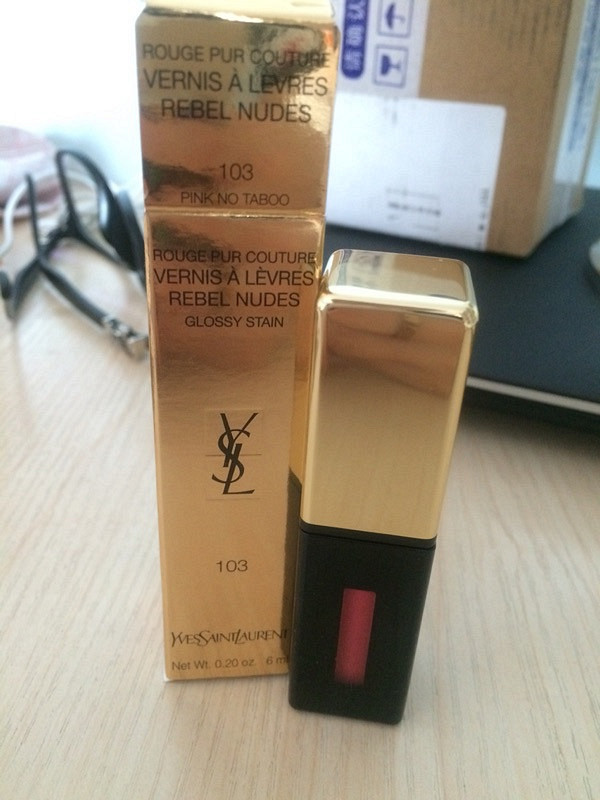 ROUGE PUR COUTURE
VERNIS À LÈVRES
REBEL NUDES
103
PINK NO TABOO
ROUGE PUR COUTURE
VERNIS À LÈVRES
REBEL NUDES
GLOSSY STAIN
YSL
103
YVESSAINTLAURENT
Net Wt. 0.20 oz. 6 ml